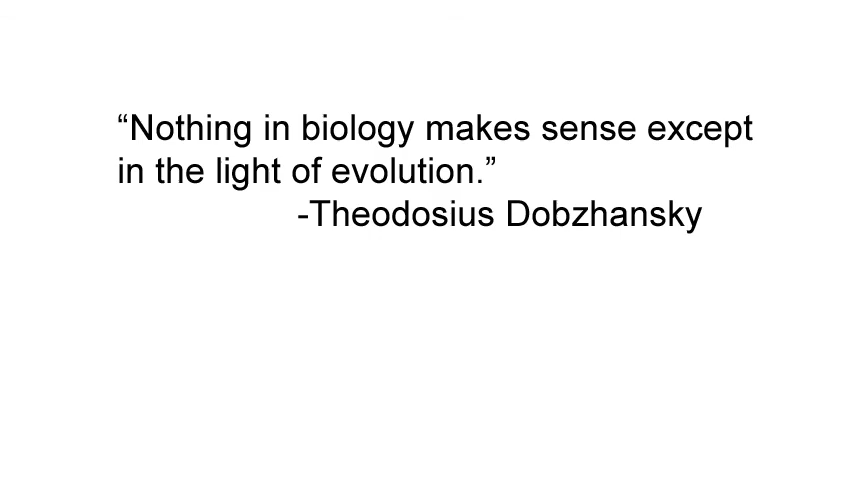 “Nothing in biology makes sense except
in the light of evolution.”
-Theodosius Dobzhansky